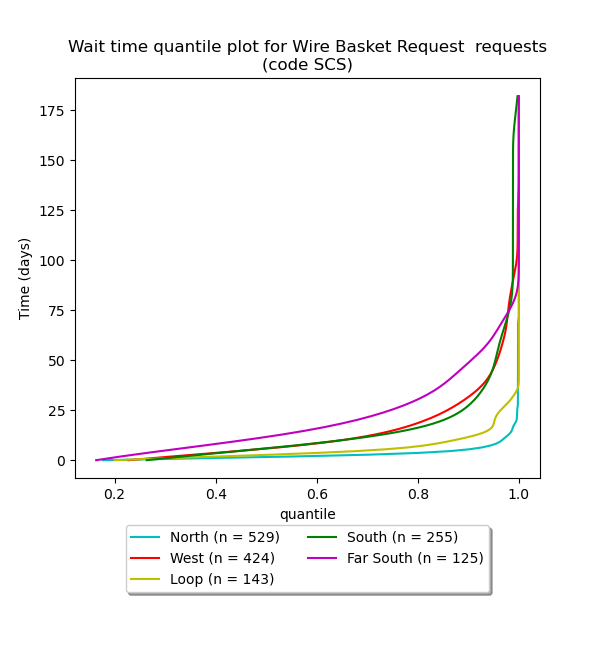 Wait time quantile plot for Wire Basket Request  requests
(code SCS)
175
150
125
100
75
50
25
0
Time (days)
0.2 0.4 0.6 0.8 1.0
quantile
North (n = 529)
West (n = 424)
Loop (n = 143)
South (n = 255)
Far South (n = 125)